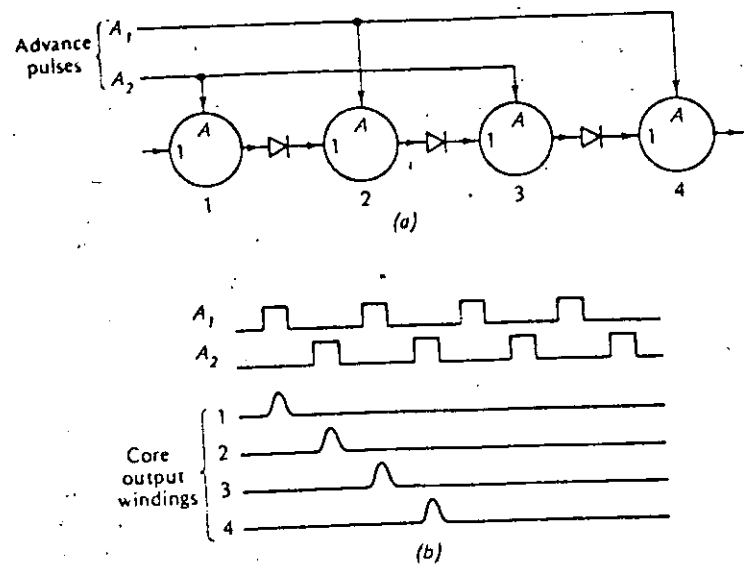 Advance pulses
A₁
A₂
A A A A
1 1 1 1
1 2 3 4
(a)
A₁
A₂
Core output windings
1
2
3
4
(b)